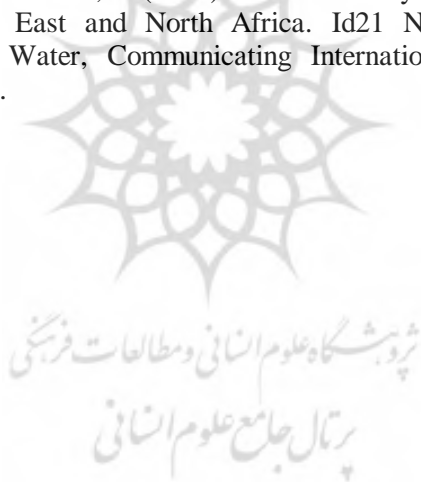 East and North Africa. Id21 N
Water, Communicating Internatio
.
پژوهشگاه علوم انسانی و مطالعات فرهنگی
پرتال جامع علوم انسانی